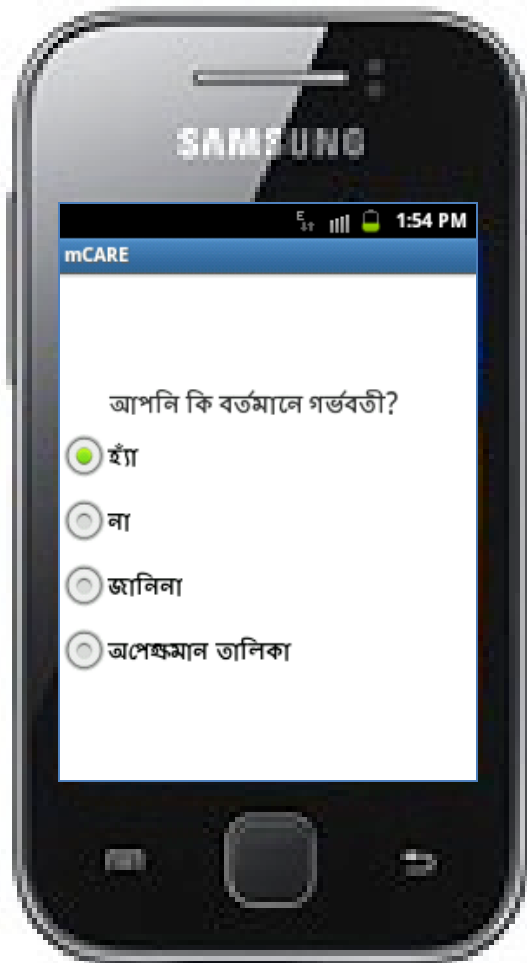 SAMSUNG
E 1:54 PM
mCARE
আপনি কি বর্তমানে গর্ভবতী?
হ্যাঁ
না
জানিনা
অপেক্ষমান তালিকা